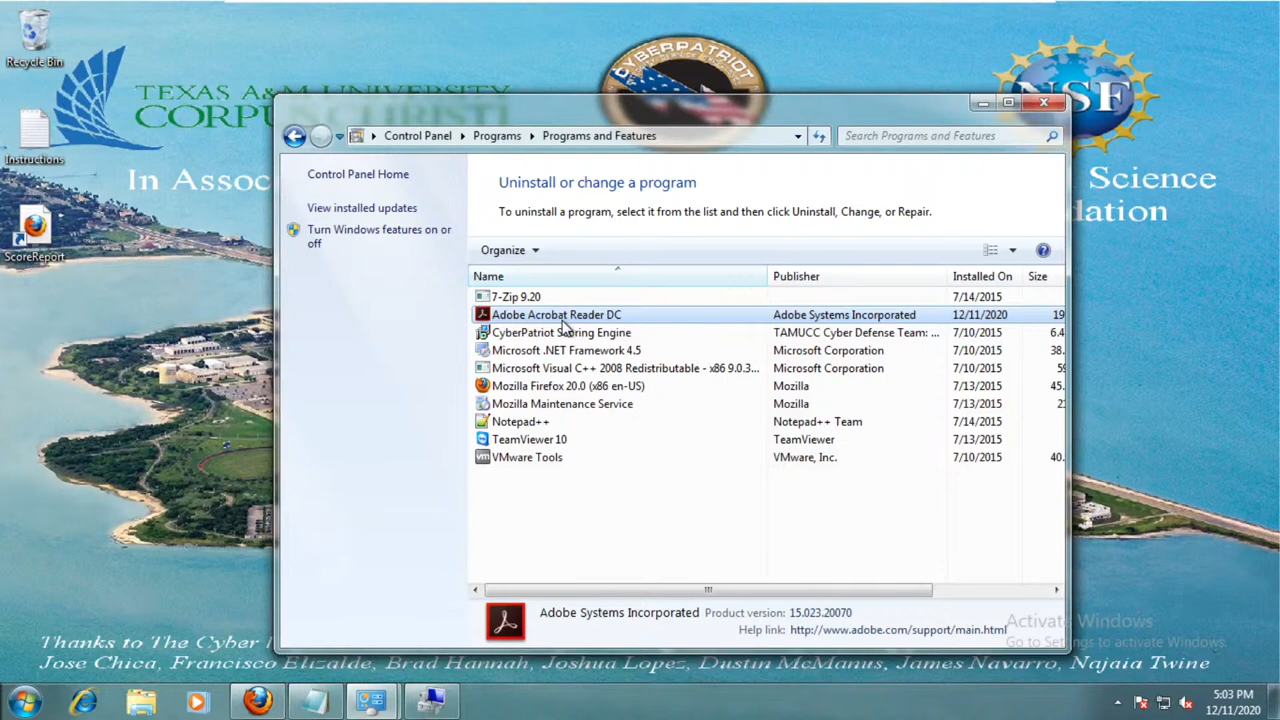 Recycle Bin
Instructions
ScoreReport
TEXAS A&M UNIVERSITY
CYBERPATRIOT
NSF
In Assoc
Science
dation
Control Panel Programs Programs and Features
Search Programs and Features
Control Panel Home
View installed updates
Turn Windows features on or
off
Uninstall or change a program
To uninstall a program, select it from the list and then click Uninstall, Change, or Repair.
Organize
Name Publisher Installed On Size
7-Zip 9.20 7/14/2015
Adobe Acrobat Reader DC Adobe Systems Incorporated 12/11/2020 19
CyberPatriot Scoring Engine TAMUCC Cyber Defense Team: ... 7/10/2015 6.4
Microsoft .NET Framework 4.5 Microsoft Corporation 7/10/2015 38.
Microsoft Visual C++ 2008 Redistributable - x86 9.0.3... Microsoft Corporation 7/10/2015 59
Mozilla Firefox 20.0 (x86 en-US) Mozilla 7/13/2015 45.
Mozilla Maintenance Service Mozilla 7/13/2015 2
Notepad++ Notepad++ Team 7/14/2015
TeamViewer 10 TeamViewer 7/13/2015
VMware Tools VMware, Inc. 7/10/2015 40.
Adobe Systems Incorporated Product version: 15.023.20070
Help link: http://www.adobe.com/support/main.html
Activate Windows
Go to Settings to activate Windows.
Thanks to The Cyber
Jose Chica, Francisco Elizalde, Brad Hannah, Joshua Lopez, Dustin McManus, James Navarro, Najaia Twine
5:03 PM
12/11/2020